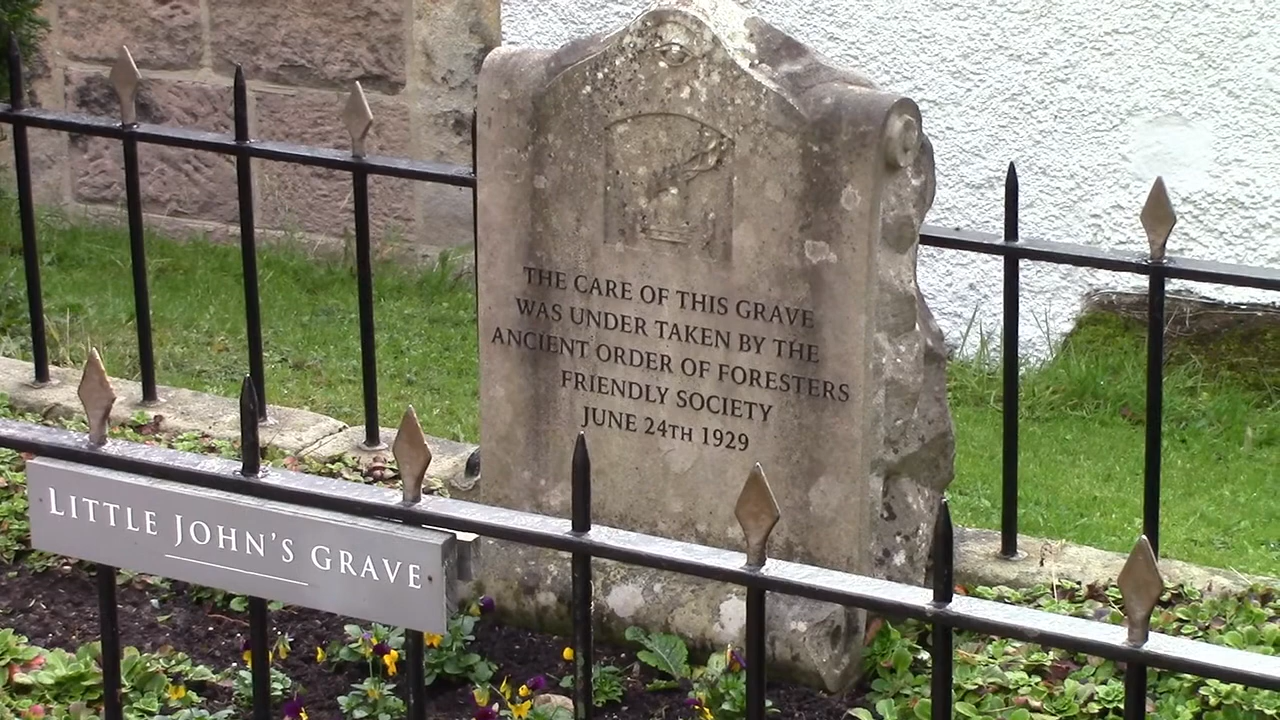 THE CARE OF THIS GRAVE
WAS UNDER TAKEN BY THE
ANCIENT ORDER OF FORESTERS
FRIENDLY SOCIETY
JUNE 24TH 1929
LITTLE JOHN'S GRAVE